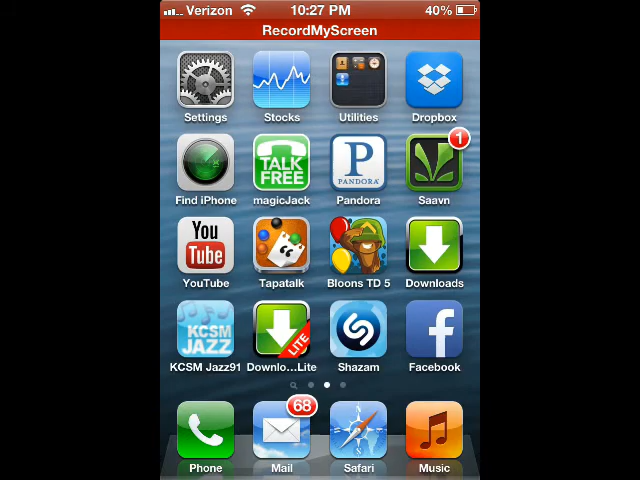 Verizon 10:27 PM 40%
RecordMyScreen
Settings Stocks Utilities Dropbox
TALK FREE P PANDORA 1
Find iPhone magicJack Pandora Saavn
You Tube
YouTube Tapatalk Bloons TD 5 Downloads
KCSM JAZZ LITE
KCSM Jazz91 Downlo...Lite Shazam Facebook
68
Phone Mail Safari Music